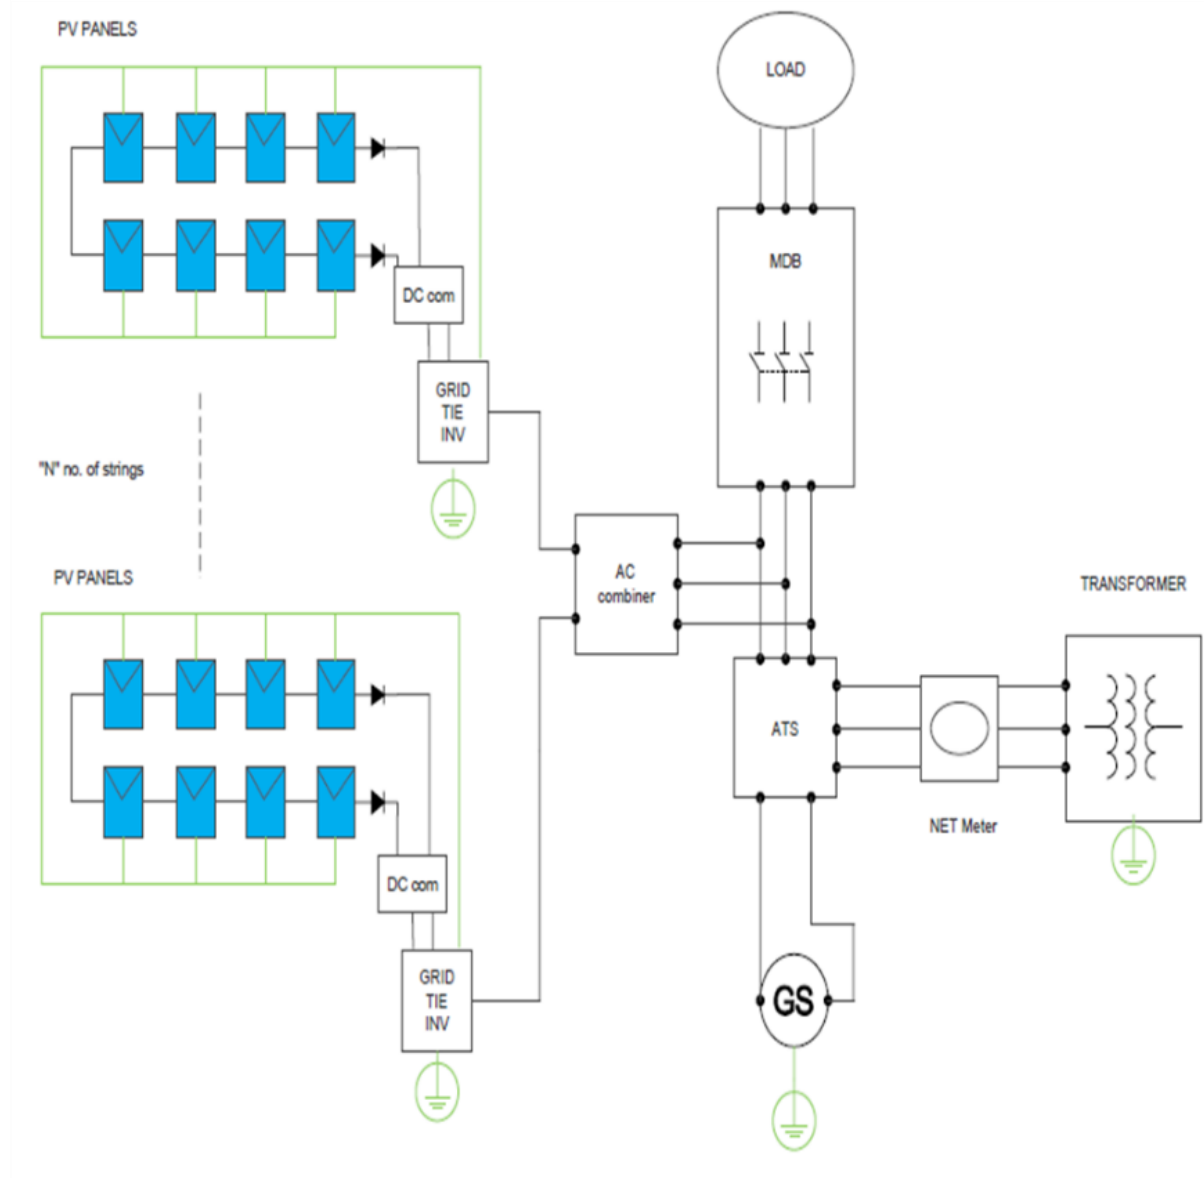 PV PANELS
LOAD
MDB
DC com
GRID
TIE
INV
"N" no. of strings
AC
combiner
PV PANELS
TRANSFORMER
ATS
NET Meter
DC com
GRID
TIE
INV
GS